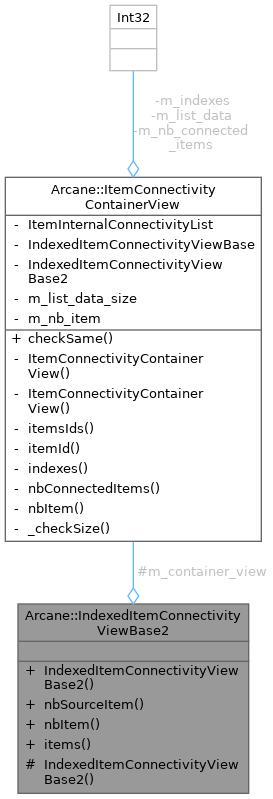 Int32
-m_indexes
-m_list_data
-m_nb_connected
_items
Arcane::ItemConnectivity
ContainerView
- ItemInternalConnectivityList
- IndexedItemConnectivityViewBase
- IndexedItemConnectivityView
Base2
- m_list_data_size
- m_nb_item
+ checkSame()
- ItemConnectivityContainer
View()
- ItemConnectivityContainer
View()
- itemsIds()
- itemId()
- indexes()
- nbConnectedItems()
- nbItem()
- _checkSize()
#m_container_view
Arcane::IndexedItemConnectivity
ViewBase2
+ IndexedItemConnectivityView
Base2()
+ nbSourceItem()
+ nbItem()
+ items()
# IndexedItemConnectivityView
Base2()